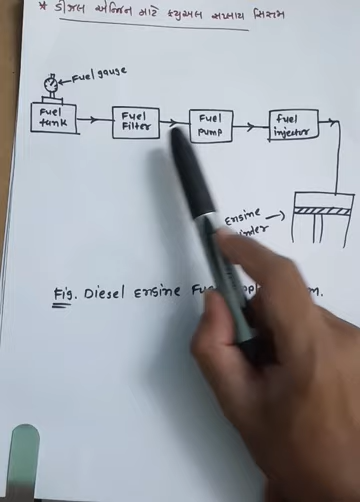 * ડીઝલ એન્જિન માટે ફ્યુઅલ સપ્લાય સિસ્ટમ
Fuel gauge
Fuel tank
Fuel Filter
Fuel pump
fuel injector
Engine
Fig. Diesel Engine